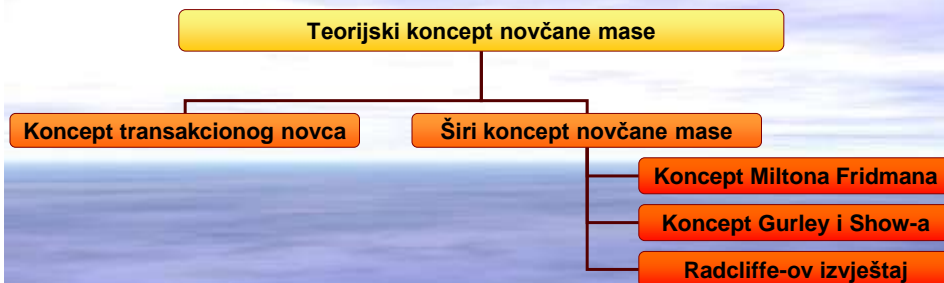 Teorijski koncept novčane mase
Koncept transakcionog novca
Širi koncept novčane mase
Koncept Miltona Fridmana
Koncept Gurley i Show-a
Radcliffe-ov izvještaj